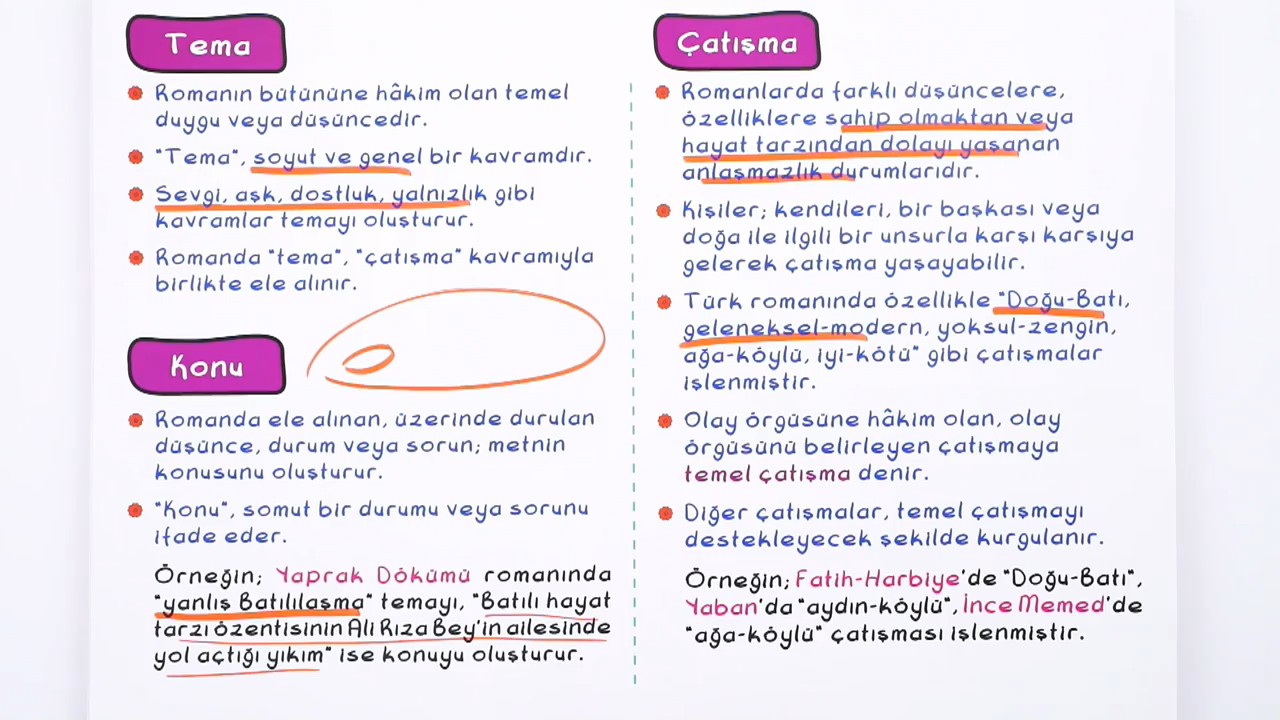 Tema
Romanın bütününe hâkim olan temel
duygu veya düşüncedir.
"Tema", soyut ve genel bir kavramdır.
Sevgi, aşk, dostluk, yalnızlık gibi
kavramlar temayı oluşturur.
Romanda "tema", "çatışma" kavramıyla
birlikte ele alınır.
Konu
Romanda ele alınan, üzerinde durulan
düşünce, durum veya sorun; metnin
konusunu oluşturur.
"Konu", somut bir durumu veya sorunu
ifade eder.
Örneğin; Yaprak Dökümü romanında
"yanlış Batılılaşma" temayı, "Batılı hayat
tarzı özentisinin Ali Rıza Bey'in ailesinde
yol açtığı yıkım" ise konuyu oluşturur.
Çatışma
Romanlarda farklı düşüncelere,
özelliklere sahip olmaktan veya
hayat tarzından dolayı yaşanan
anlaşmazlık durumlarıdır.
Kişiler; kendileri, bir başkası veya
doğa ile ilgili bir unsurla karşı karşıya
gelerek çatışma yaşayabilir.
Türk romanında özellikle "Doğu-Batı,
geleneksel-modern, yoksul-zengin,
ağa-köylü, iyi-kötü" gibi çatışmalar
işlenmiştir.
Olay örgüsüne hâkim olan, olay
örgüsünü belirleyen çatışmaya
temel çatışma denir.
Diğer çatışmalar, temel çatışmayı
destekleyecek şekilde kurgulanır.
Örneğin; Fatih-Harbiye'de "Doğu-Batı",
Yaban'da "aydın-köylü", İnce Memed'de
"ağa-köylü" çatışması işlenmiştir.